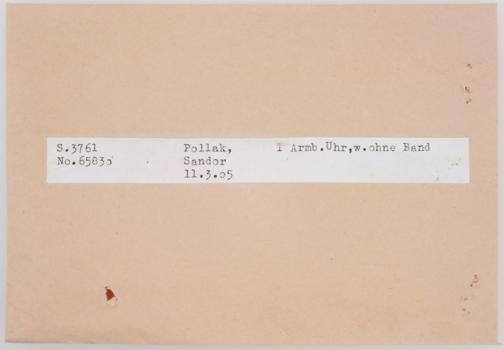 S.3761 Pollak, 1 Armb.Uhr,w.ohne Band
No.65830 Sandor
11.3.05